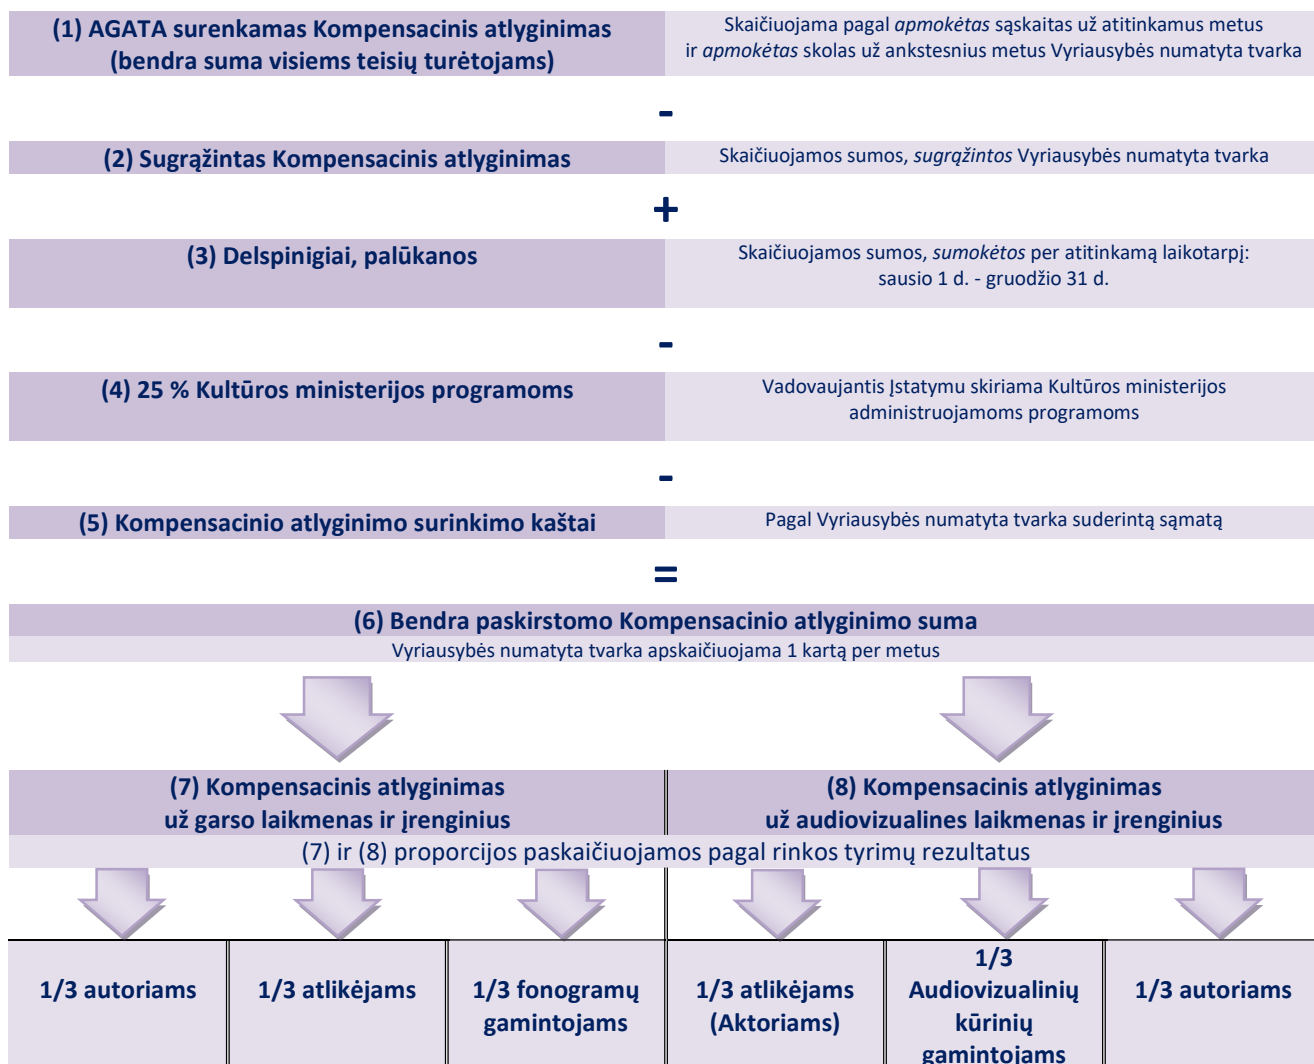 (1) AGATA surenkamas Kompensacinis atlyginimas
(bendra suma visiems teisių turėtojams)
Skaičiuojama pagal apmokėtas sąskaitas už atitinkamus metus
ir apmokėtas skolas už ankstesnius metus Vyriausybės numatyta tvarka
-
(2) Sugrąžintas Kompensacinis atlyginimas
Skaičiuojamos sumos, sugrąžintos Vyriausybės numatyta tvarka
+
(3) Delspinigiai, palūkanos
Skaičiuojamos sumos, sumokėtos per atitinkamą laikotarpį:
sausio 1 d. - gruodžio 31 d.
-
(4) 25 % Kultūros ministerijos programoms
Vadovaujantis Įstatymu skiriama Kultūros ministerijos
administruojamoms programoms
-
(5) Kompensacinio atlyginimo surinkimo kaštai
Pagal Vyriausybės numatyta tvarka suderintą sąmatą
=
(6) Bendra paskirstomo Kompensacinio atlyginimo suma
Vyriausybės numatyta tvarka apskaičiuojama 1 kartą per metus
(7) Kompensacinis atlyginimas
už garso laikmenas ir įrenginius
(8) Kompensacinis atlyginimas
už audiovizualines laikmenas ir įrenginius
(7) ir (8) proporcijos paskaičiuojamos pagal rinkos tyrimų rezultatus
1/3 autoriams
1/3 atlikėjams
1/3 fonogramų
gamintojams
1/3 atlikėjams
(Aktoriams)
1/3
Audiovizualinių
kūrinių
gamintojams
1/3 autoriams